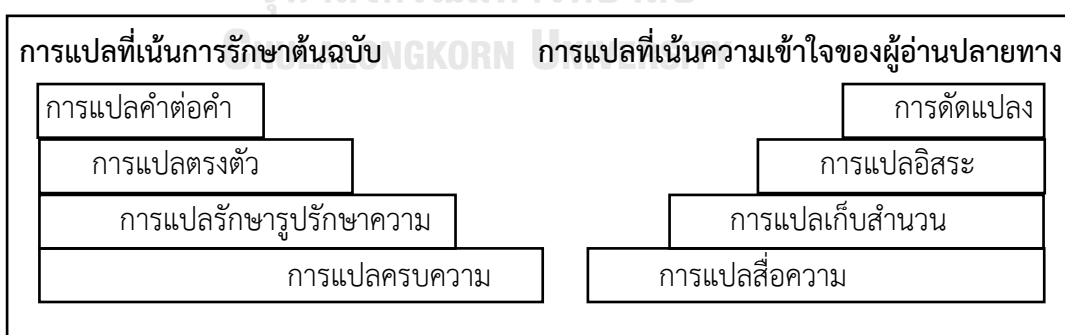 การแปลที่เน้นการรักษาต้นฉบับ การแปลที่เน้นความเข้าใจของผู้อ่านปลายทาง
การแปลคำต่อคำ การดัดแปลง
การแปลตรงตัว การแปลอิสระ
การแปลรักษารูปรักษาความ การแปลเก็บสำนวน
การแปลครบความ การแปลสื่อความ